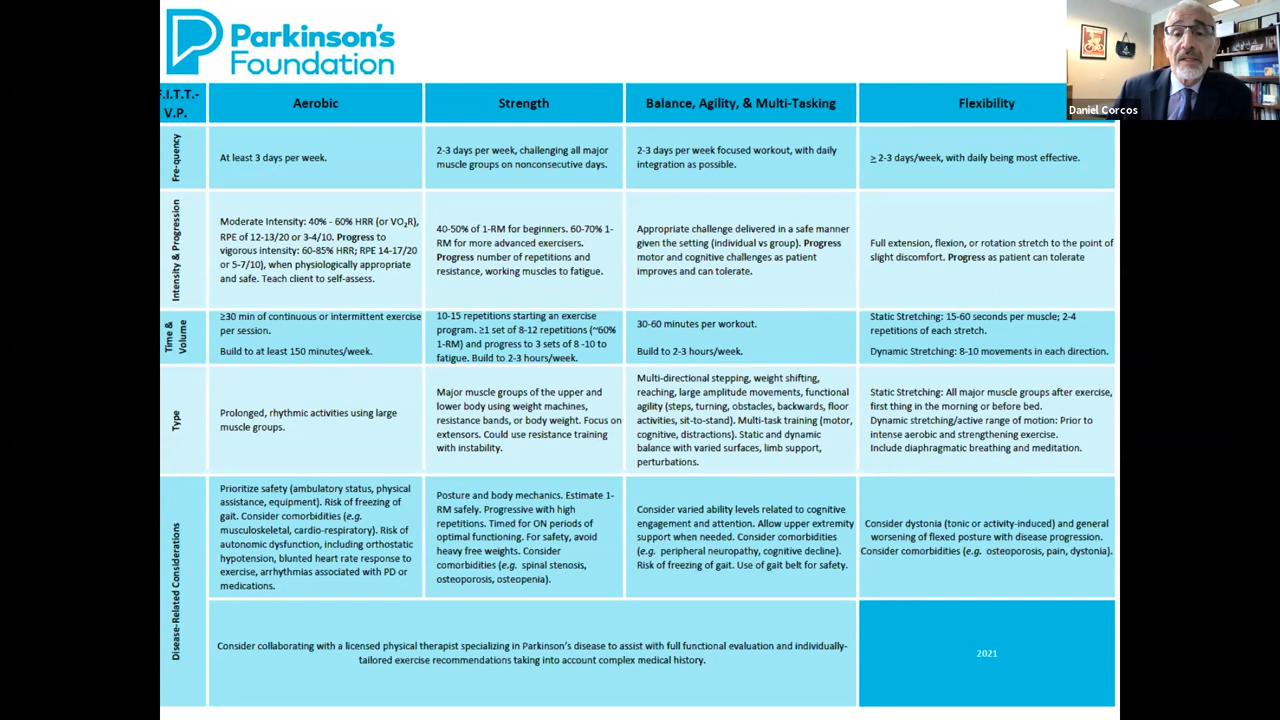 Parkinson's
Foundation
Daniel Corcos
F.I.T.T.-
V.P.
Aerobic
Strength
Balance, Agility, & Multi-Tasking
Flexibility
Fre-quency
At least 3 days per week.
2-3 days per week, challenging all major
muscle groups on nonconsecutive days.
2-3 days per week focused workout, with daily
integration as possible.
≥ 2-3 days/week, with daily being most effective.
Intensity & Progression
Moderate Intensity: 40% - 60% HRR (or VO₂R),
RPE of 12-13/20 or 3-4/10. Progress to
vigorous intensity: 60-85% HRR; RPE 14-17/20
or 5-7/10), when physiologically appropriate
and safe. Teach client to self-assess.
40-50% of 1-RM for beginners. 60-70% 1-
RM for more advanced exercisers.
Progress number of repetitions and
resistance, working muscles to fatigue.
Appropriate challenge delivered in a safe manner
given the setting (individual vs group). Progress
motor and cognitive challenges as patient
improves and can tolerate.
Full extension, flexion, or rotation stretch to the point of
slight discomfort. Progress as patient can tolerate
Time &
Volume
≥30 min of continuous or intermittent exercise
per session.
Build to at least 150 minutes/week.
10-15 repetitions starting an exercise
program. ≥1 set of 8-12 repetitions (~60%
1-RM) and progress to 3 sets of 8 -10 to
fatigue. Build to 2-3 hours/week.
30-60 minutes per workout.
Build to 2-3 hours/week.
Static Stretching: 15-60 seconds per muscle; 2-4
repetitions of each stretch.
Dynamic Stretching: 8-10 movements in each direction.
Type
Prolonged, rhythmic activities using large
muscle groups.
Major muscle groups of the upper and
lower body using weight machines,
resistance bands, or body weight. Focus on
extensors. Could use resistance training
with instability.
Multi-directional stepping, weight shifting,
reaching, large amplitude movements, functional
agility (steps, turning, obstacles, backwards, floor
activities, sit-to-stand). Multi-task training (motor,
cognitive, distractions). Static and dynamic
balance with varied surfaces, limb support,
perturbations.
Static Stretching: All major muscle groups after exercise,
first thing in the morning or before bed.
Dynamic stretching/active range of motion: Prior to
intense aerobic and strengthening exercise.
Include diaphragmatic breathing and meditation.
Disease-Related Considerations
Prioritize safety (ambulatory status, physical
assistance, equipment). Risk of freezing of
gait. Consider comorbidities (e.g.
musculoskeletal, cardio-respiratory). Risk of
autonomic dysfunction, including orthostatic
hypotension, blunted heart rate response to
exercise, arrhythmias associated with PD or
medications.
Posture and body mechanics. Estimate 1-
RM safely. Progressive with high
repetitions. Timed for ON periods of
optimal functioning. For safety, avoid
heavy free weights. Consider
comorbidities (e.g. spinal stenosis,
osteoporosis, osteopenia).
Consider varied ability levels related to cognitive
engagement and attention. Allow upper extremity
support when needed. Consider comorbidities
(e.g. peripheral neuropathy, cognitive decline).
Risk of freezing of gait. Use of gait belt for safety.
Consider dystonia (tonic or activity-induced) and general
worsening of flexed posture with disease progression.
Consider comorbidities (e.g. osteoporosis, pain, dystonia).
Consider collaborating with a licensed physical therapist specializing in Parkinson's disease to assist with full functional evaluation and individually-
tailored exercise recommendations taking into account complex medical history.
2021